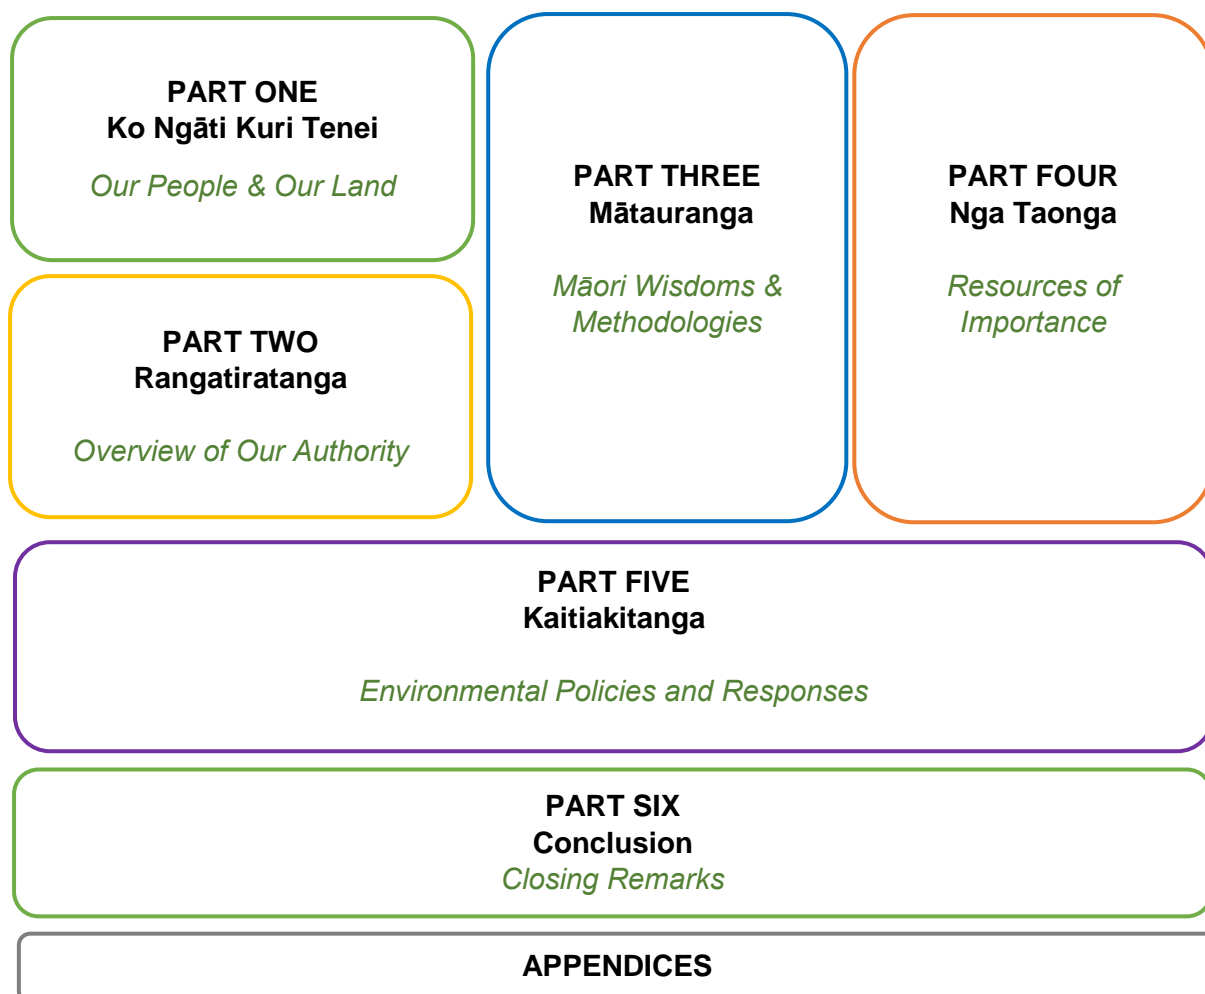 PART ONE
Ko Ngāti Kuri Tenei
Our People & Our Land
PART TWO
Rangatiratanga
Overview of Our Authority
PART THREE
Mātauranga
Māori Wisdoms &
Methodologies
PART FOUR
Nga Taonga
Resources of
Importance
PART FIVE
Kaitiakitanga
Environmental Policies and Responses
PART SIX
Conclusion
Closing Remarks
APPENDICES